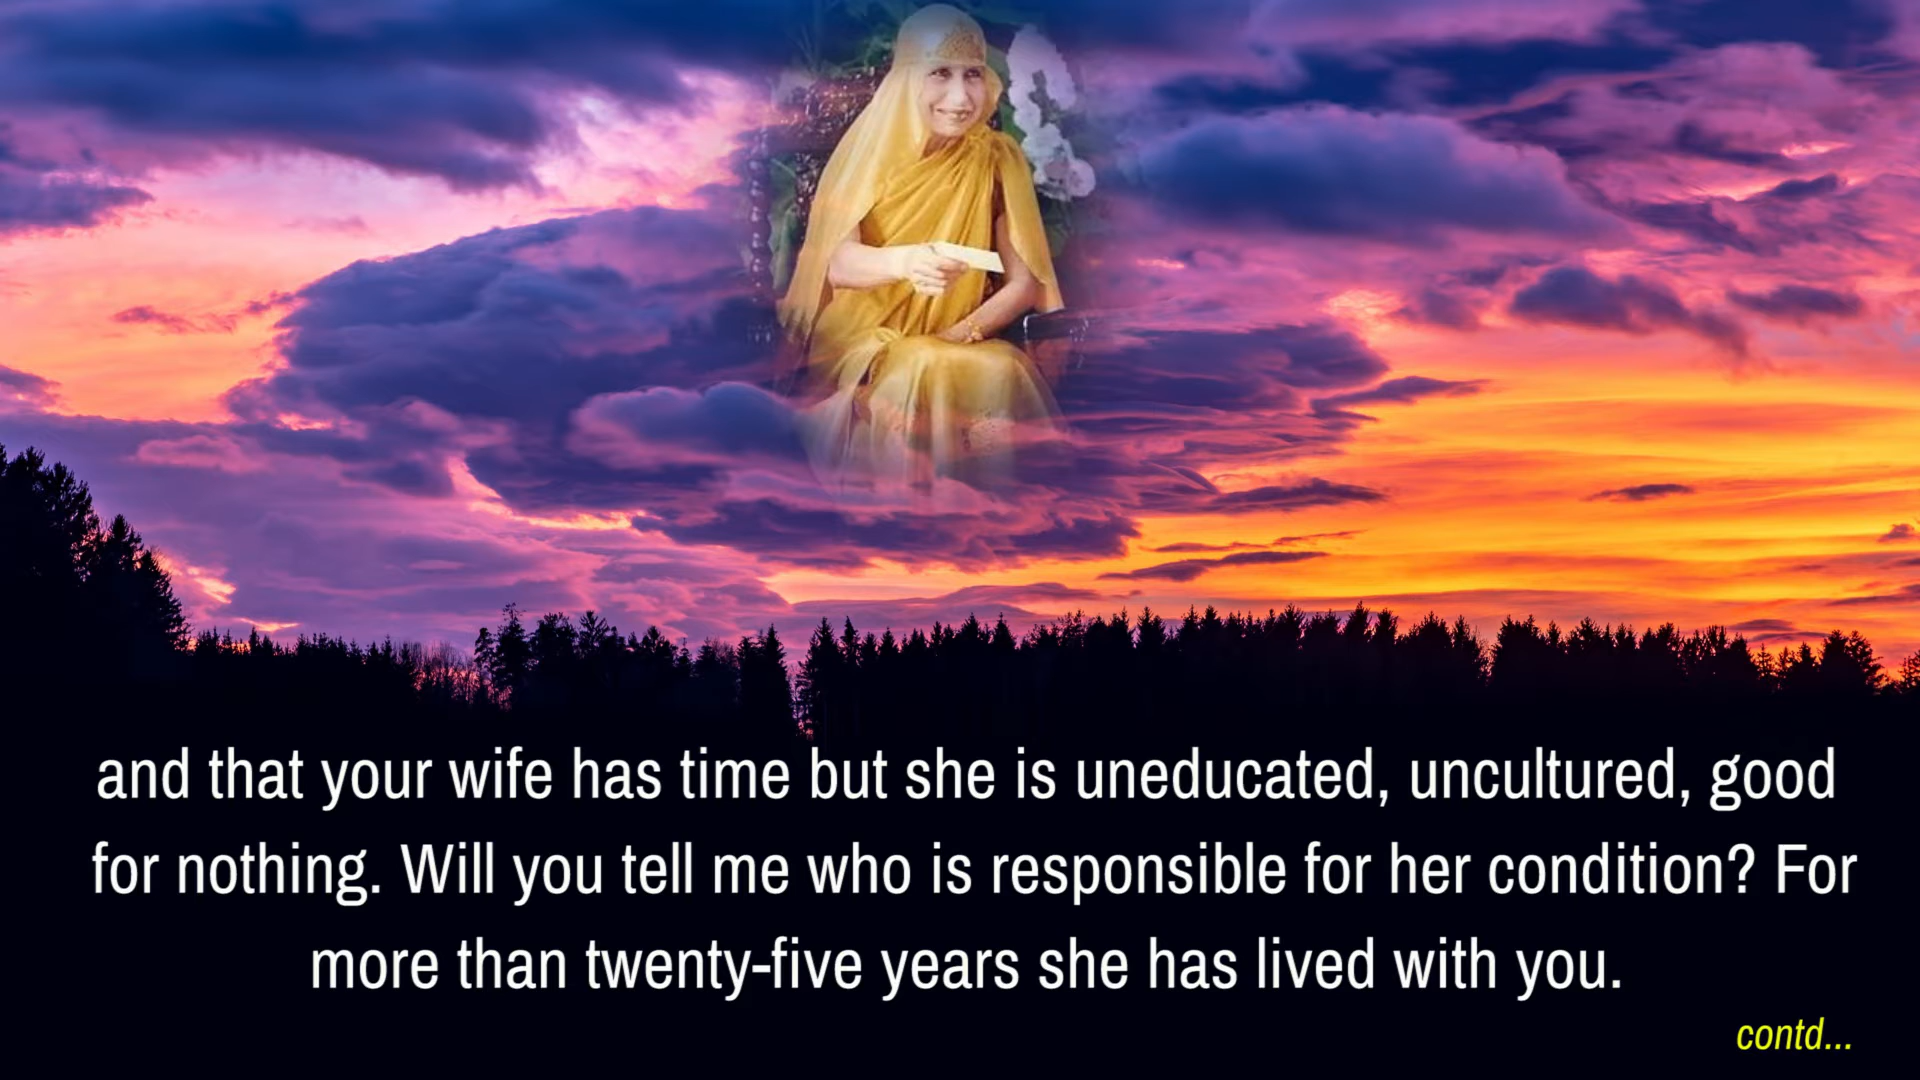 and that your wife has time but she is uneducated, uncultured, good
for nothing. Will you tell me who is responsible for her condition? For
more than twenty-five years she has lived with you.
contd...